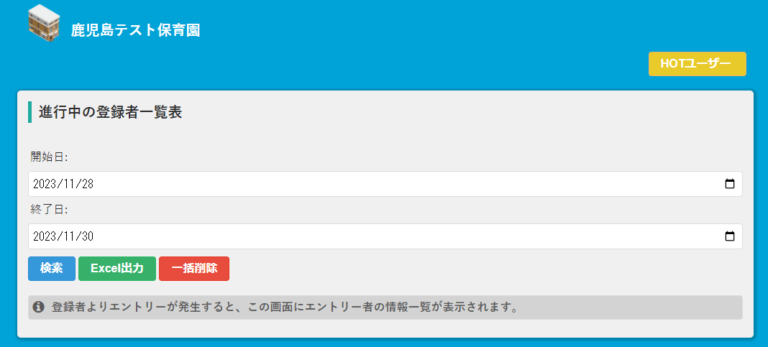 鹿児島テスト保育園
HOTユーザー
進行中の登録者一覧表
開始日:
2023/11/28
終了日:
2023/11/30
検索 Excel出力 一括削除
登録者よりエントリーが発生すると、この画面にエントリー者の情報一覧が表示されます。